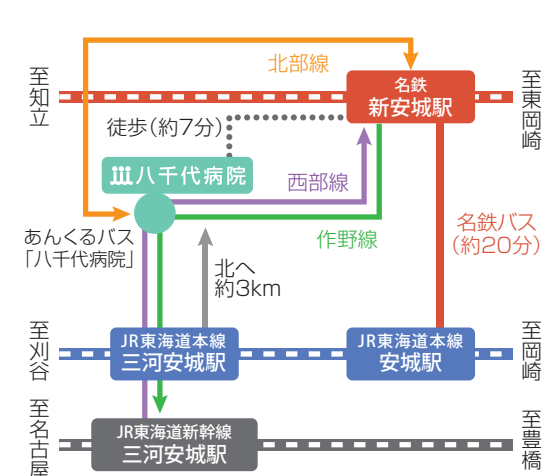 北部線
至知立
名鉄
新安城駅
至東岡崎
徒歩(約7分)
八千代病院
西部線
あんくるバス
「八千代病院」
作野線
名鉄バス
(約20分)
北へ
約3km
至刈谷
JR東海道本線
三河安城駅
JR東海道本線
安城駅
至岡崎
至名古屋
JR東海道新幹線
三河安城駅
至豊橋